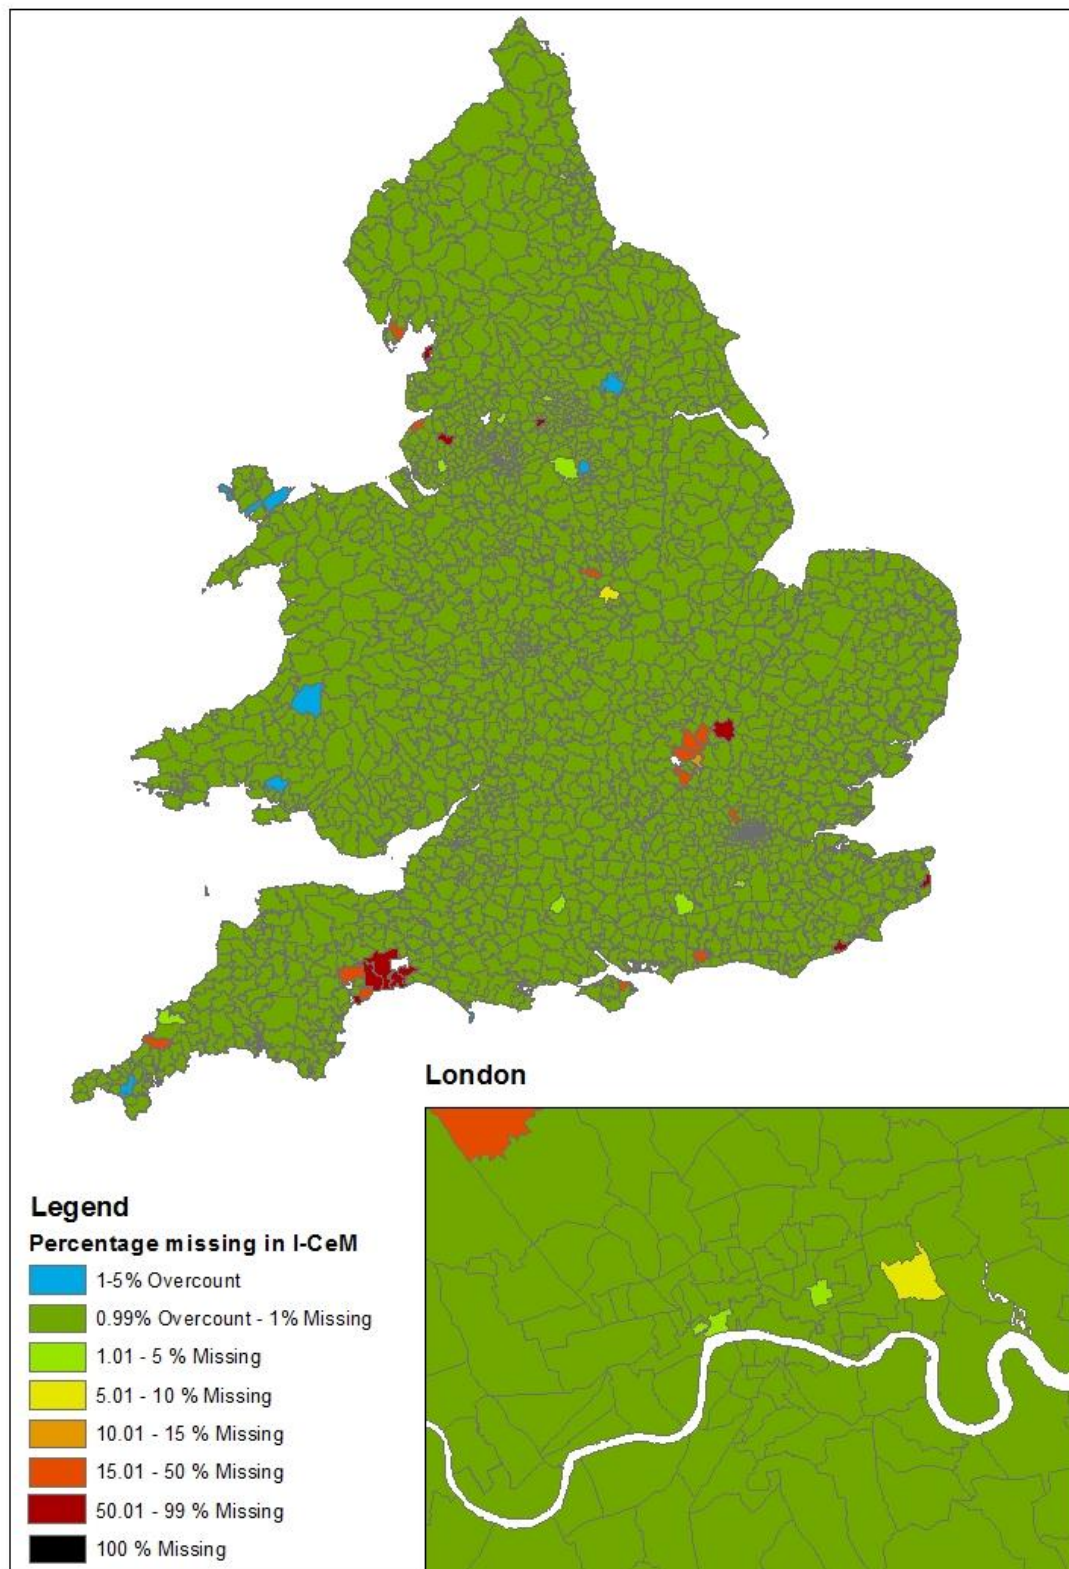 London
Legend
Percentage missing in I-CeM
1-5% Overcount
0.99% Overcount - 1% Missing
1.01 - 5 % Missing
5.01 - 10 % Missing
10.01 - 15 % Missing
15.01 - 50 % Missing
50.01 - 99 % Missing
100 % Missing